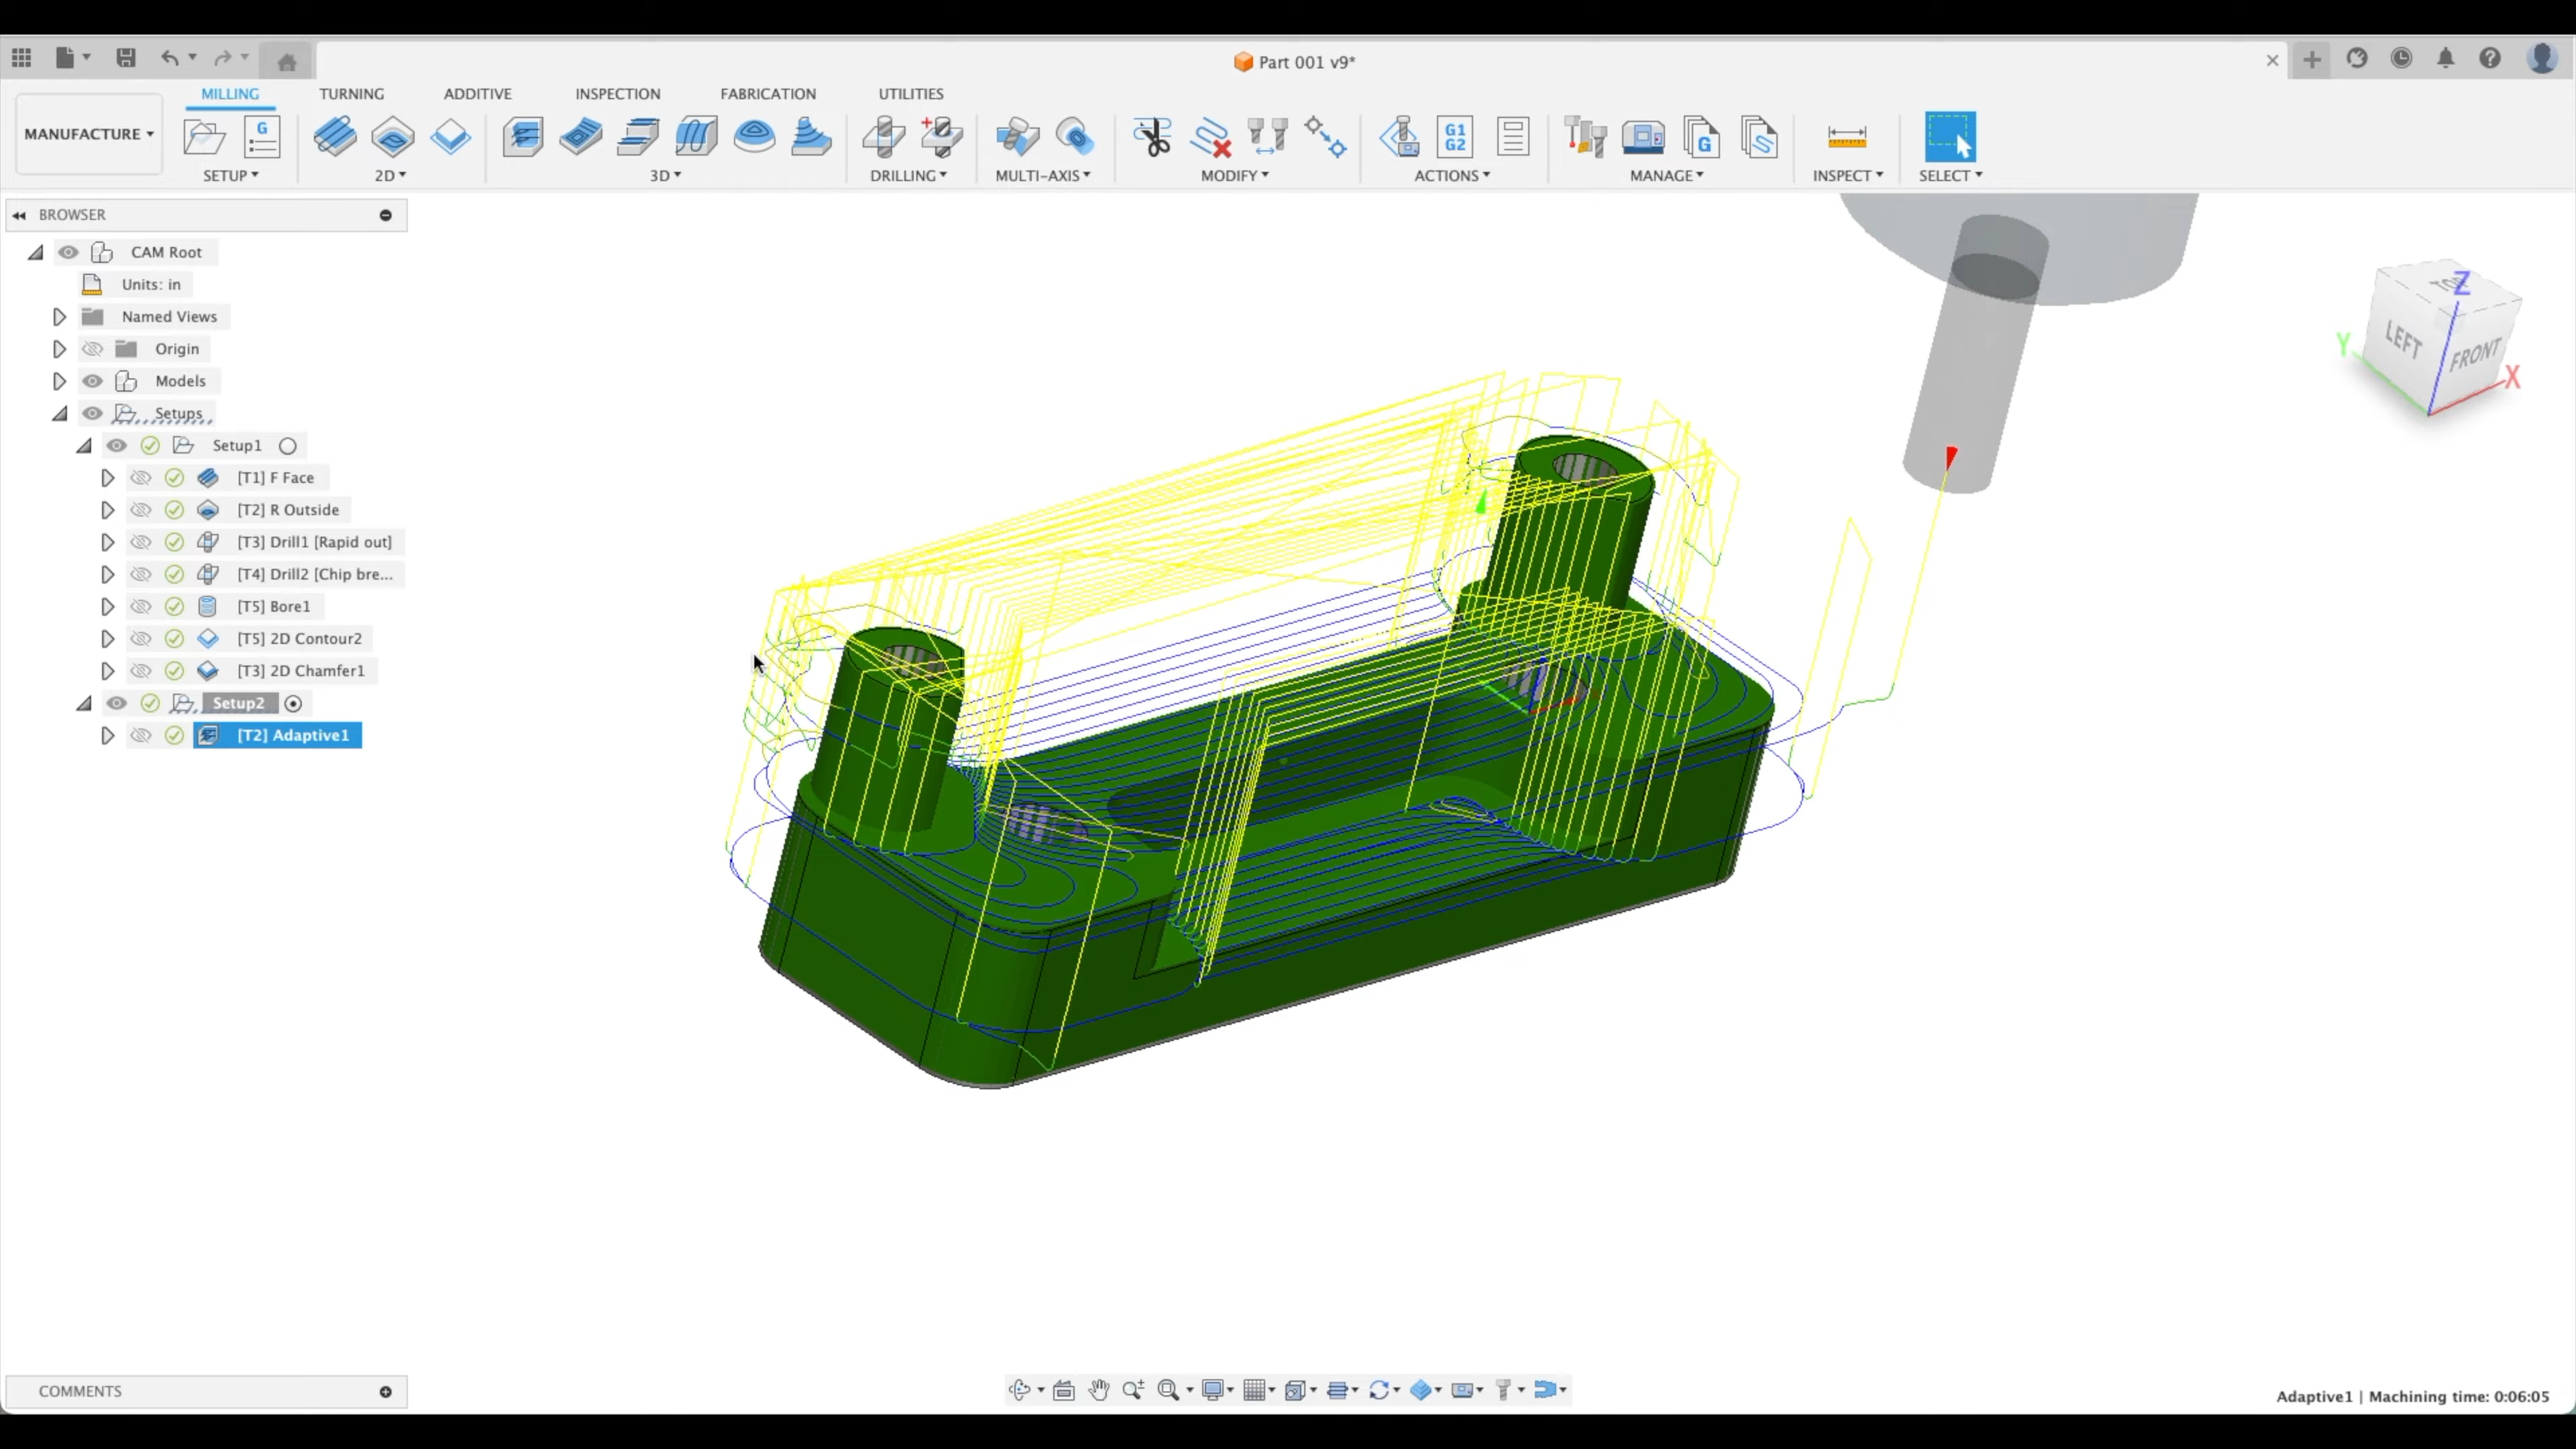 Part 001 v9*
MILLING TURNING ADDITIVE INSPECTION FABRICATION UTILITIES
MANUFACTURE
G
G1
G2
G
SETUP 2D 3D DRILLING MULTI-AXIS MODIFY ACTIONS MANAGE INSPECT SELECT
BROWSER
CAM Root
Units: in
Named Views
Origin
Models
Setups
Setup1
[T1] F Face
[T2] R Outside
[T3] Drill1 [Rapid out]
[T4] Drill2 [Chip bre...
[T5] Bore1
[T5] 2D Contour2
[T3] 2D Chamfer1
Setup2
[T2] Adaptive1
TOP
Z
Y
LEFT
FRONT
X
COMMENTS
Adaptive1 | Machining time: 0:06:05